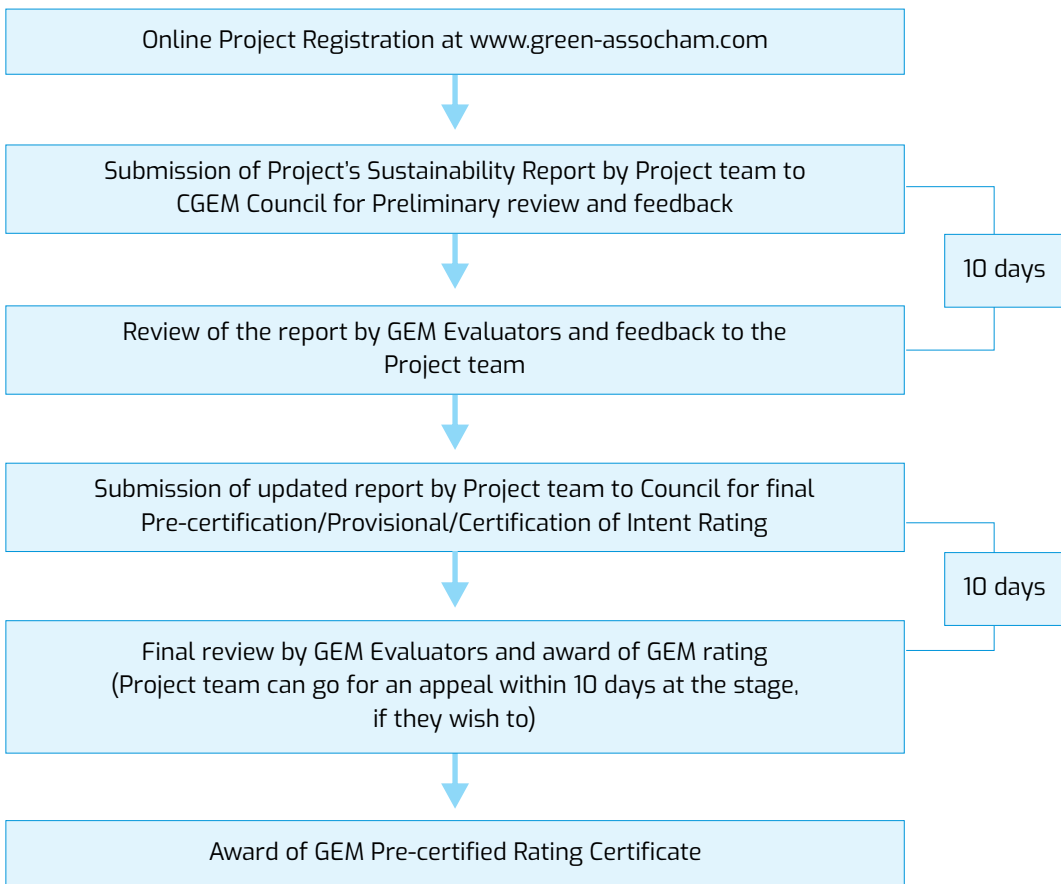 Online Project Registration at www.green-assocham.com
Submission of Project's Sustainability Report by Project team to
CGEM Council for Preliminary review and feedback
10 days
Review of the report by GEM Evaluators and feedback to the
Project team
Submission of updated report by Project team to Council for final
Pre-certification/Provisional/Certification of Intent Rating
10 days
Final review by GEM Evaluators and award of GEM rating
(Project team can go for an appeal within 10 days at the stage,
if they wish to)
Award of GEM Pre-certified Rating Certificate